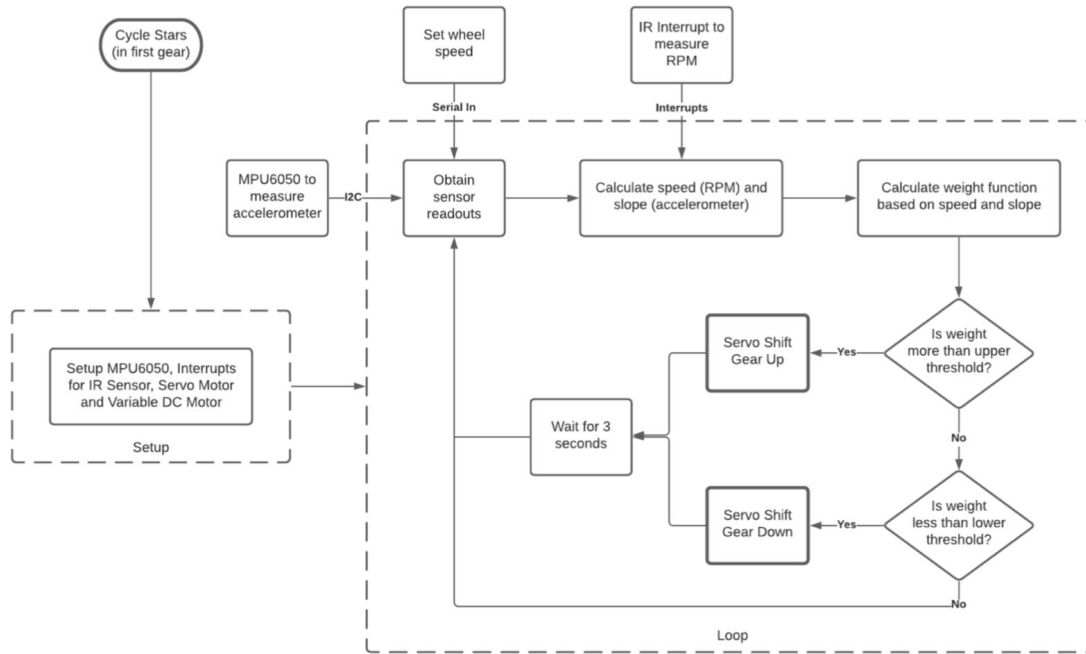 Cycle Stars
(in first gear)
Set wheel
speed
IR Interrupt to
measure
RPM
Serial In
Interrupts
MPU6050 to
measure
accelerometer
I2C
Obtain
sensor
readouts
Calculate speed (RPM) and
slope (accelerometer)
Calculate weight function
based on speed and slope
Is weight
more than upper
threshold?
Yes
Servo Shift
Gear Up
Setup MPU6050, Interrupts
for IR Sensor, Servo Motor
and Variable DC Motor
Setup
Wait for 3
seconds
No
Is weight
less than lower
threshold?
Yes
Servo Shift
Gear Down
No
Loop